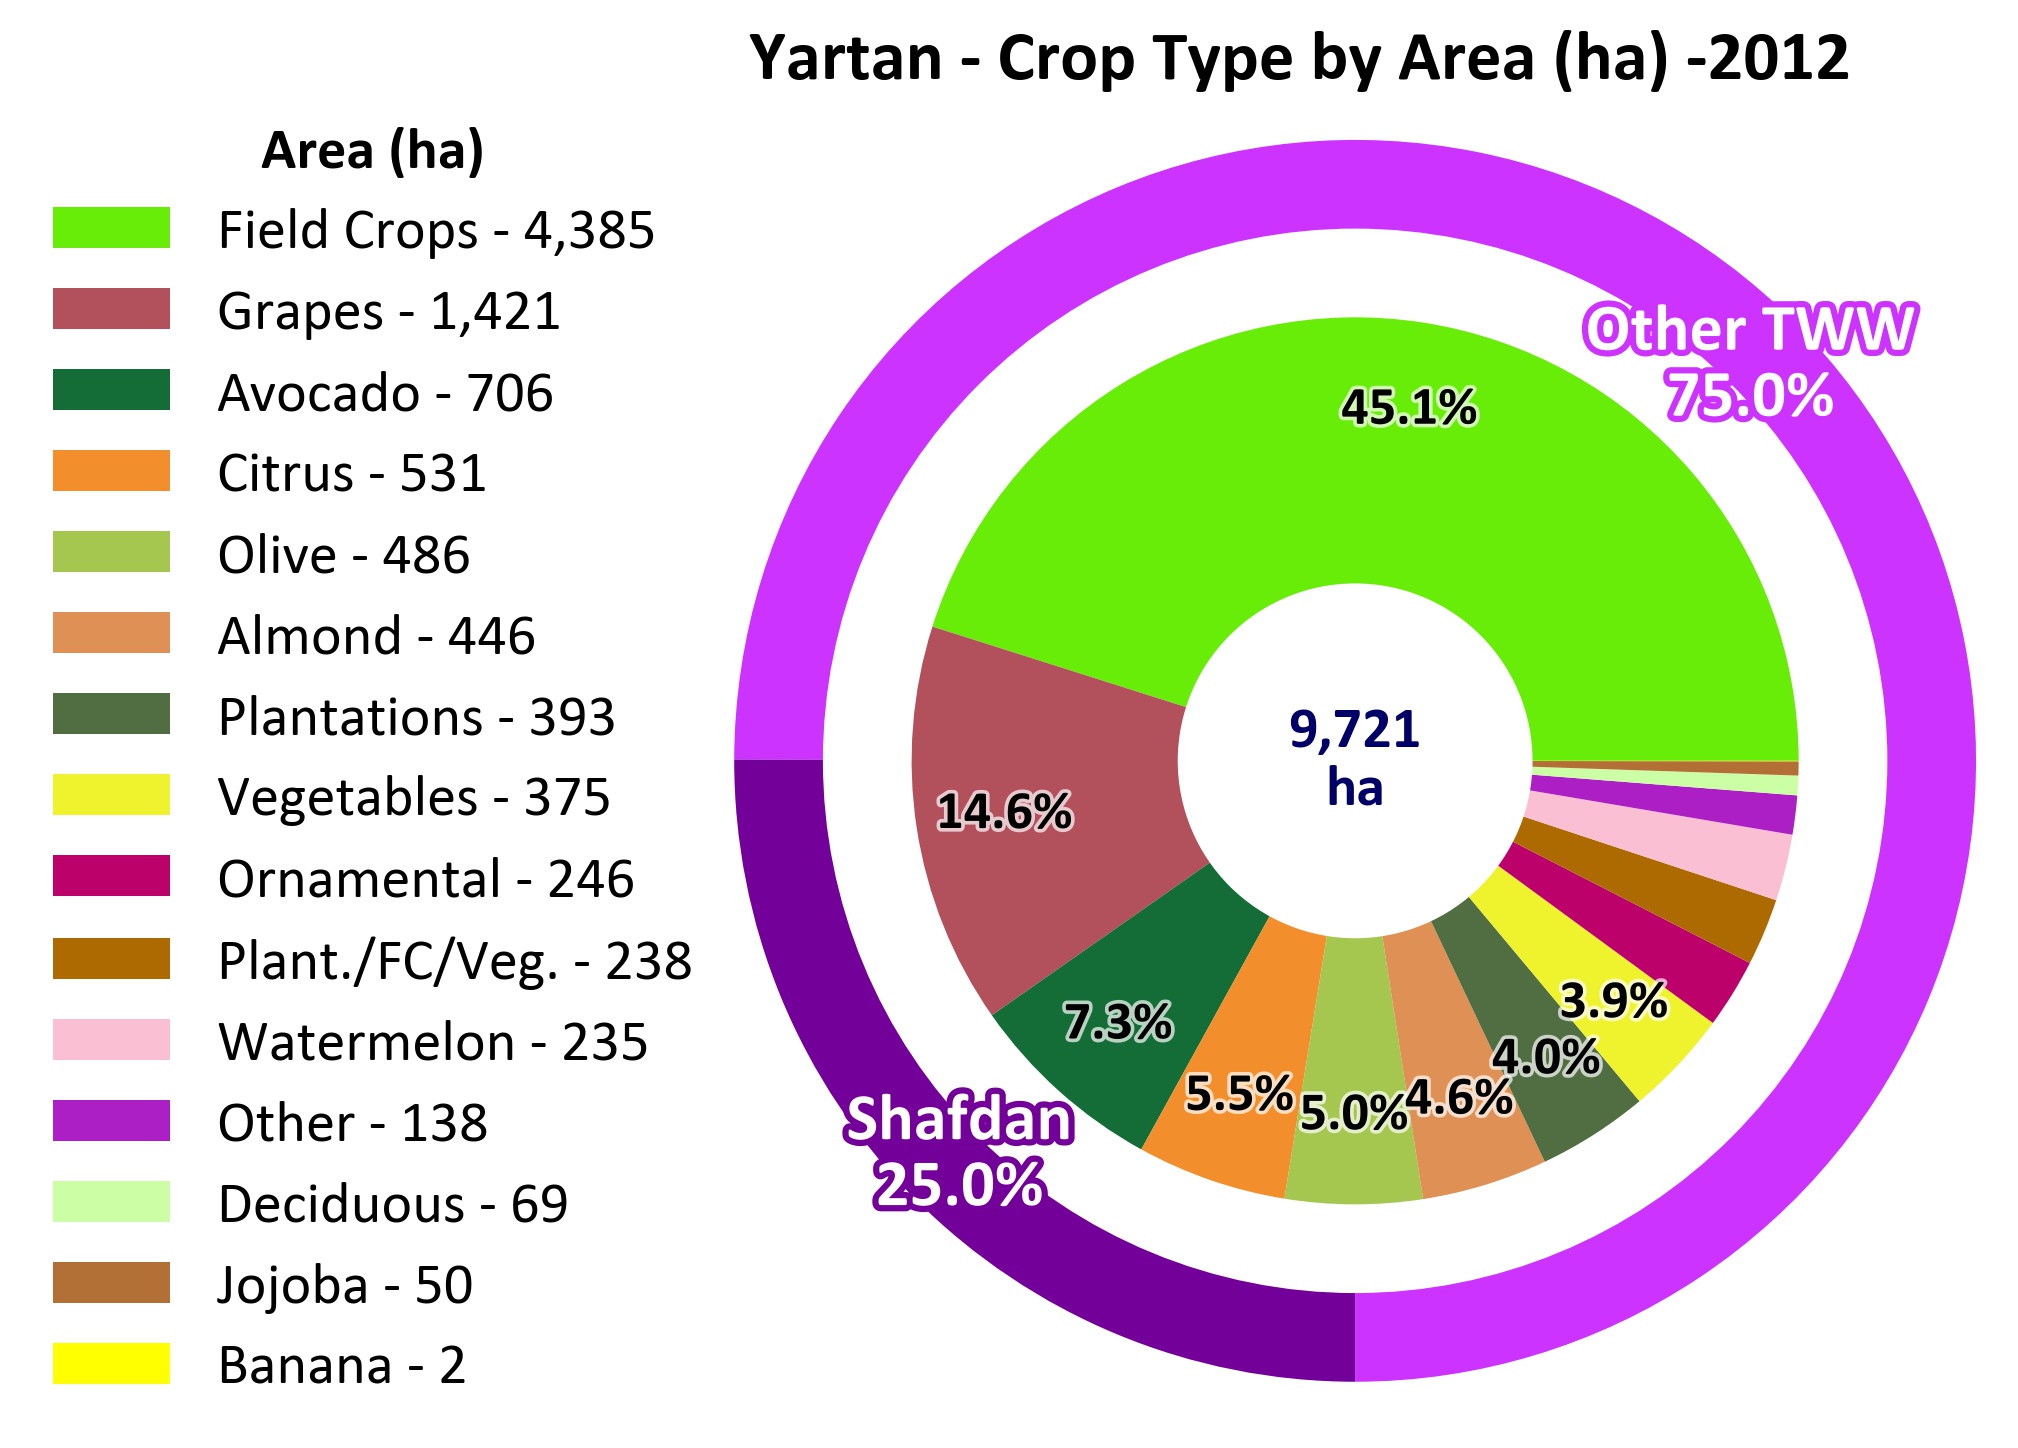 Yartan - Crop Type by Area (ha) -2012
Area (ha)
Field Crops - 4,385
Grapes - 1,421
Avocado - 706
Citrus - 531
Olive - 486
Almond - 446
Plantations - 393
Vegetables - 375
Ornamental - 246
Plant./FC/Veg. - 238
Watermelon - 235
Other - 138
Deciduous - 69
Jojoba - 50
Banana - 2
Other TWW
75.0%
45.1%
9,721
ha
14.6%
7.3%
5.5%
5.0%
4.6%
4.0%
3.9%
Shafdan
25.0%